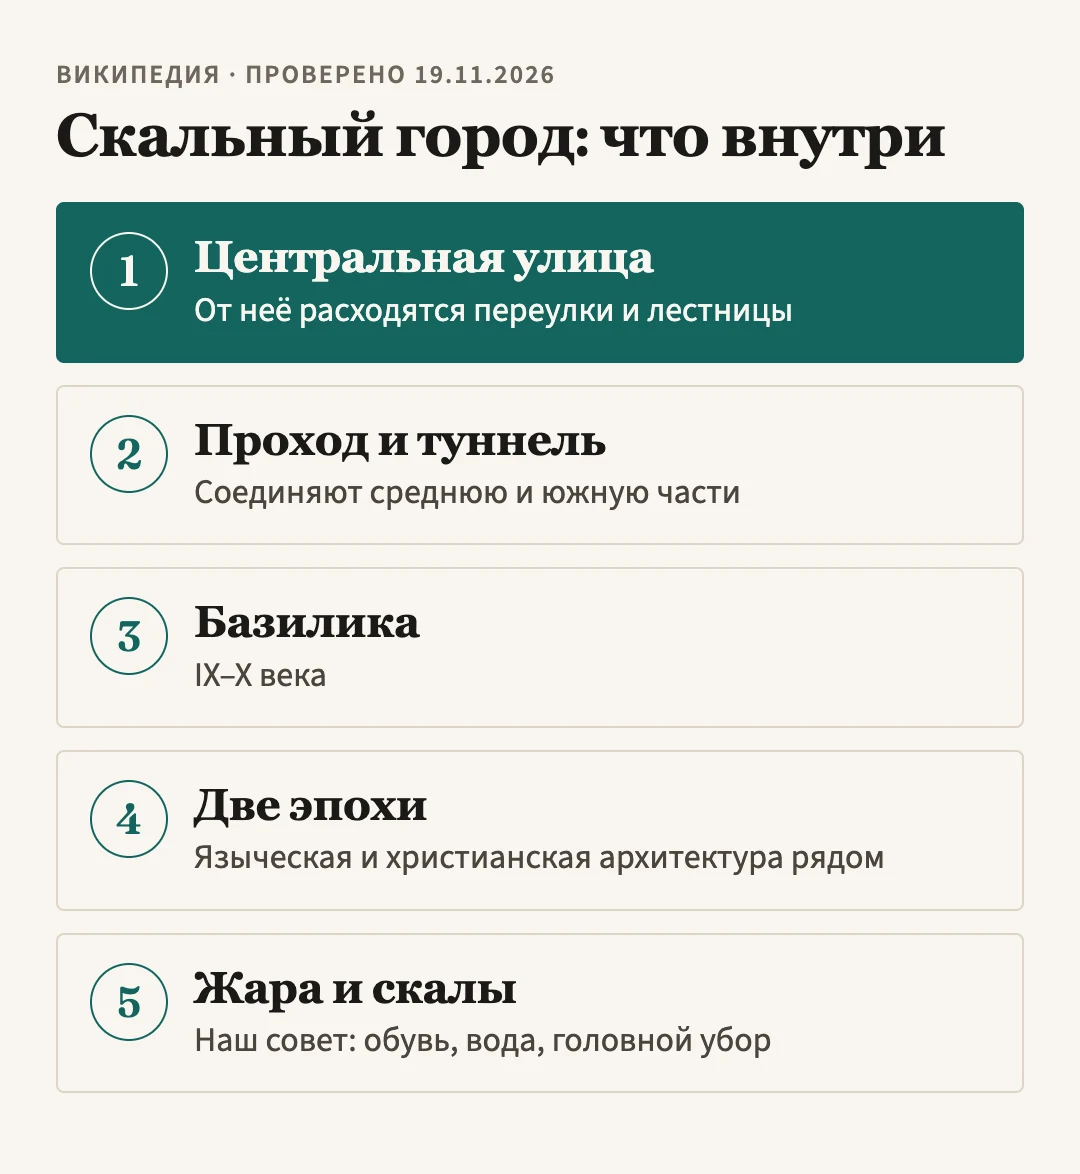 ВИКИПЕДИЯ · ПРОВЕРЕНО 19.11.2026
Скальный город: что внутри
1
Центральная улица
От неё расходятся переулки и лестницы
2
Проход и туннель
Соединяют среднюю и южную части
3
Базилика
IX–X века
4
Две эпохи
Языческая и христианская архитектура рядом
5
Жара и скалы
Наш совет: обувь, вода, головной убор